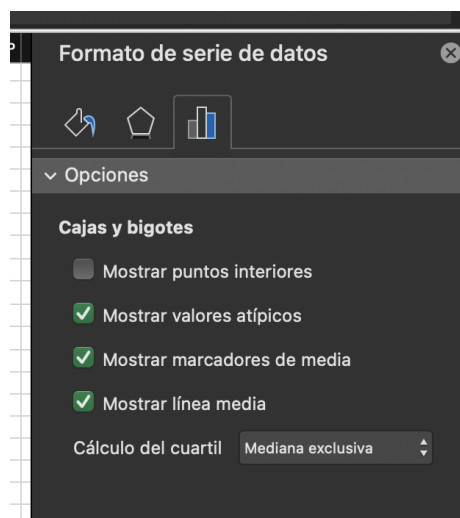 Formato de serie de datos
Opciones
Cajas y bigotes
Mostrar puntos interiores
Mostrar valores atípicos
Mostrar marcadores de media
Mostrar línea media
Cálculo del cuartil Mediana exclusiva